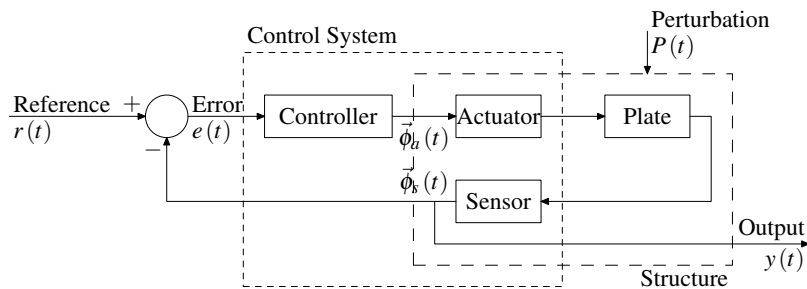 Perturbation
P(t)
Control System
Reference
r(t)
+
−
Error
e(t)
Controller
ϕ⃗ₐ(t)
Actuator
Plate
ϕ⃗ₛ(t)
Sensor
Output
y(t)
Structure